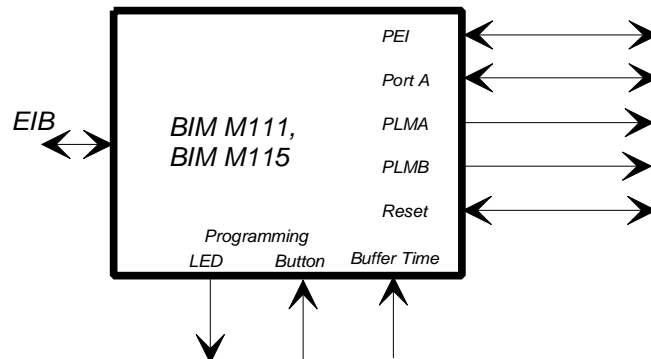 PEI
Port A
EIB
BIM M111,
BIM M115
PLMA
PLMB
Reset
Programming
LED Button Buffer Time